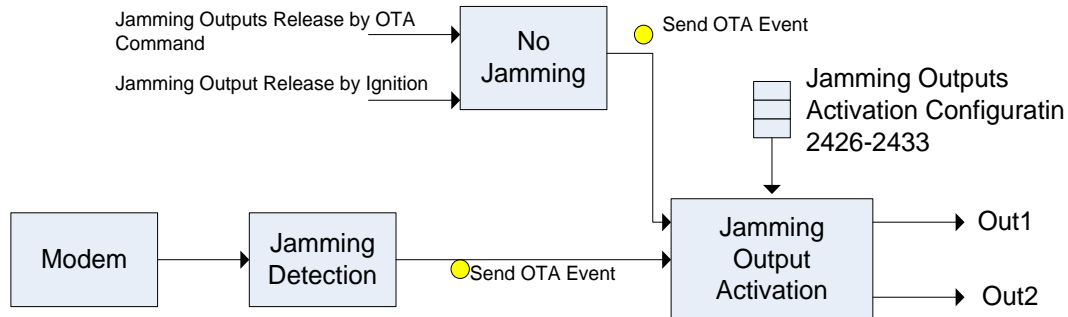 Jamming Outputs Release by OTA
Command
Jamming Output Release by Ignition
No
Jamming
Send OTA Event
Jamming Outputs
Activation Configuratin
2426-2433
Modem
Jamming
Detection
Send OTA Event
Jamming
Output
Activation
Out1
Out2